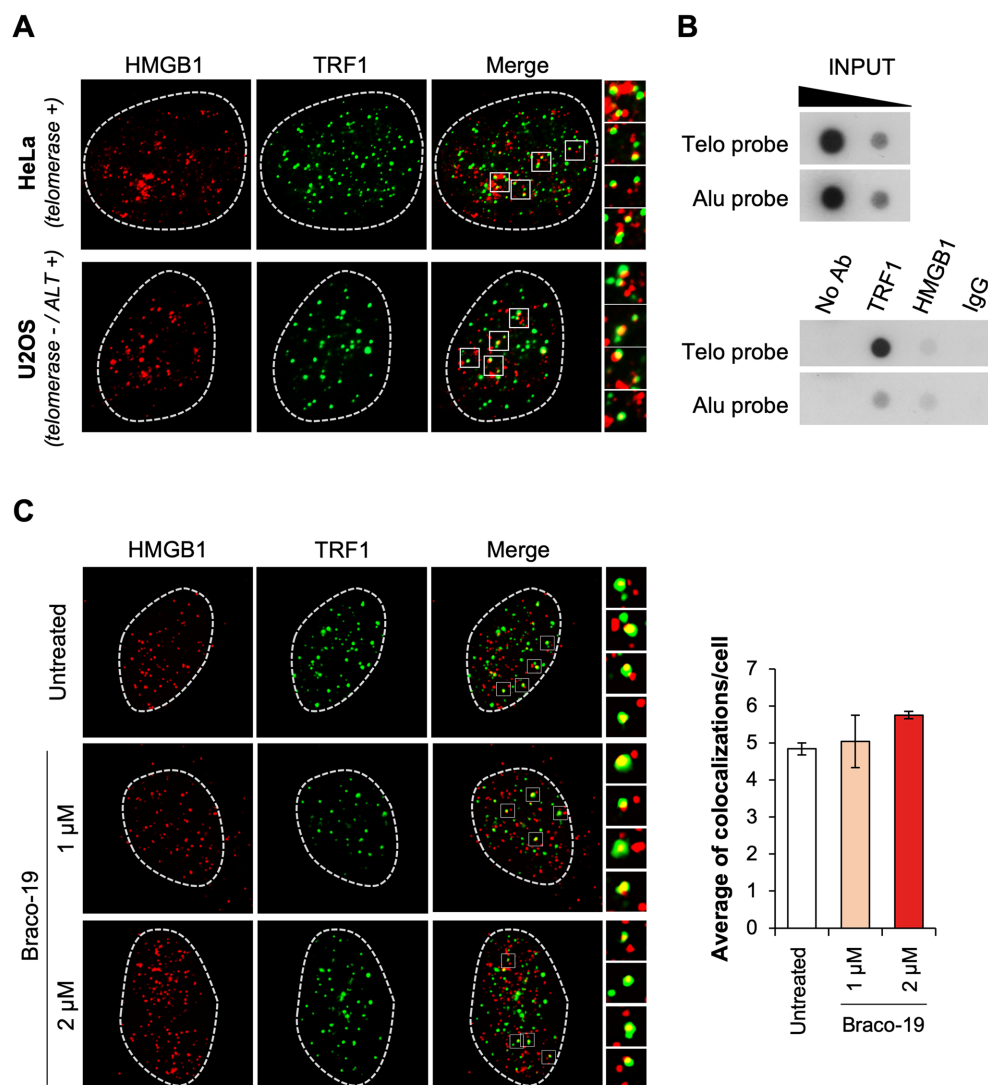 A
HMGB1 TRF1 Merge
HeLa
(telomerase +)
U2OS
(telomerase - / ALT +)
B
INPUT
Telo probe
Alu probe
No Ab TRF1 HMGB1 IgG
Telo probe
Alu probe
C
HMGB1 TRF1 Merge
Untreated
Braco-19
1 µM
2 µM
Average of colocalizations/cell
7
6
5
4
3
2
1
0
Untreated 1 µM 2 µM
Braco-19